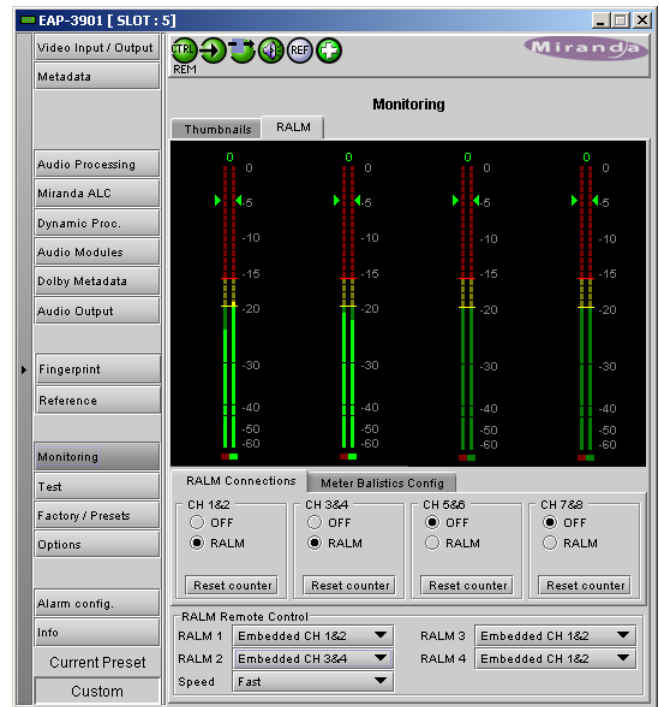 EAP-3901 [ SLOT : 5]
Video Input / Output
Metadata
Audio Processing
Miranda ALC
Dynamic Proc.
Audio Modules
Dolby Metadata
Audio Output
Fingerprint
Reference
Monitoring
Test
Factory / Presets
Options
Alarm config.
Info
Current Preset
Custom
CTRL REF
REM
Miranda
Monitoring
Thumbnails RALM
0 0 0 0
0 0 0 0
-5 -5 -5 -5
-10 -10 -10 -10
-15 -15 -15 -15
-20 -20 -20 -20
-30 -30 -30 -30
-40 -40 -40 -40
-50 -50 -50 -50
-60 -60 -60 -60
RALM Connections Meter Balistics Config
CH 1&2 CH 3&4 CH 5&6 CH 7&8
OFF OFF OFF OFF
RALM RALM RALM RALM
Reset counter Reset counter Reset counter Reset counter
RALM Remote Control
RALM 1 Embedded CH 1&2 RALM 3 Embedded CH 1&2
RALM 2 Embedded CH 3&4 RALM 4 Embedded CH 1&2
Speed Fast